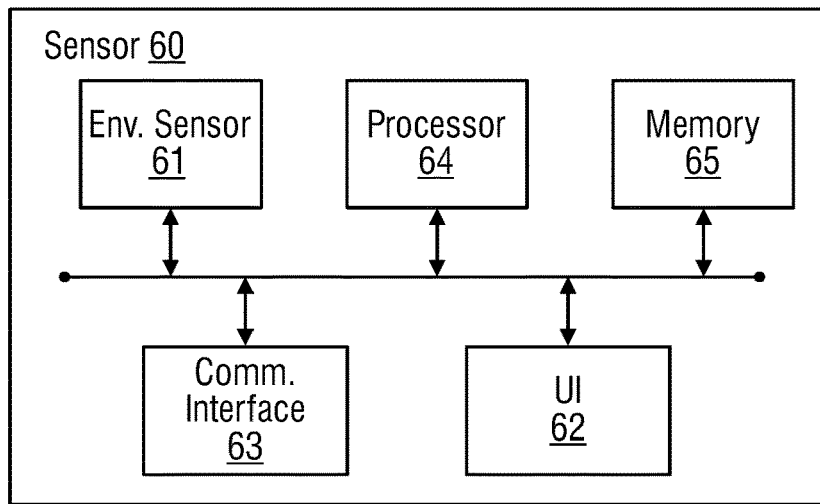 Sensor 60
Env. Sensor
61
Processor
64
Memory
65
Comm.
Interface
63
UI
62